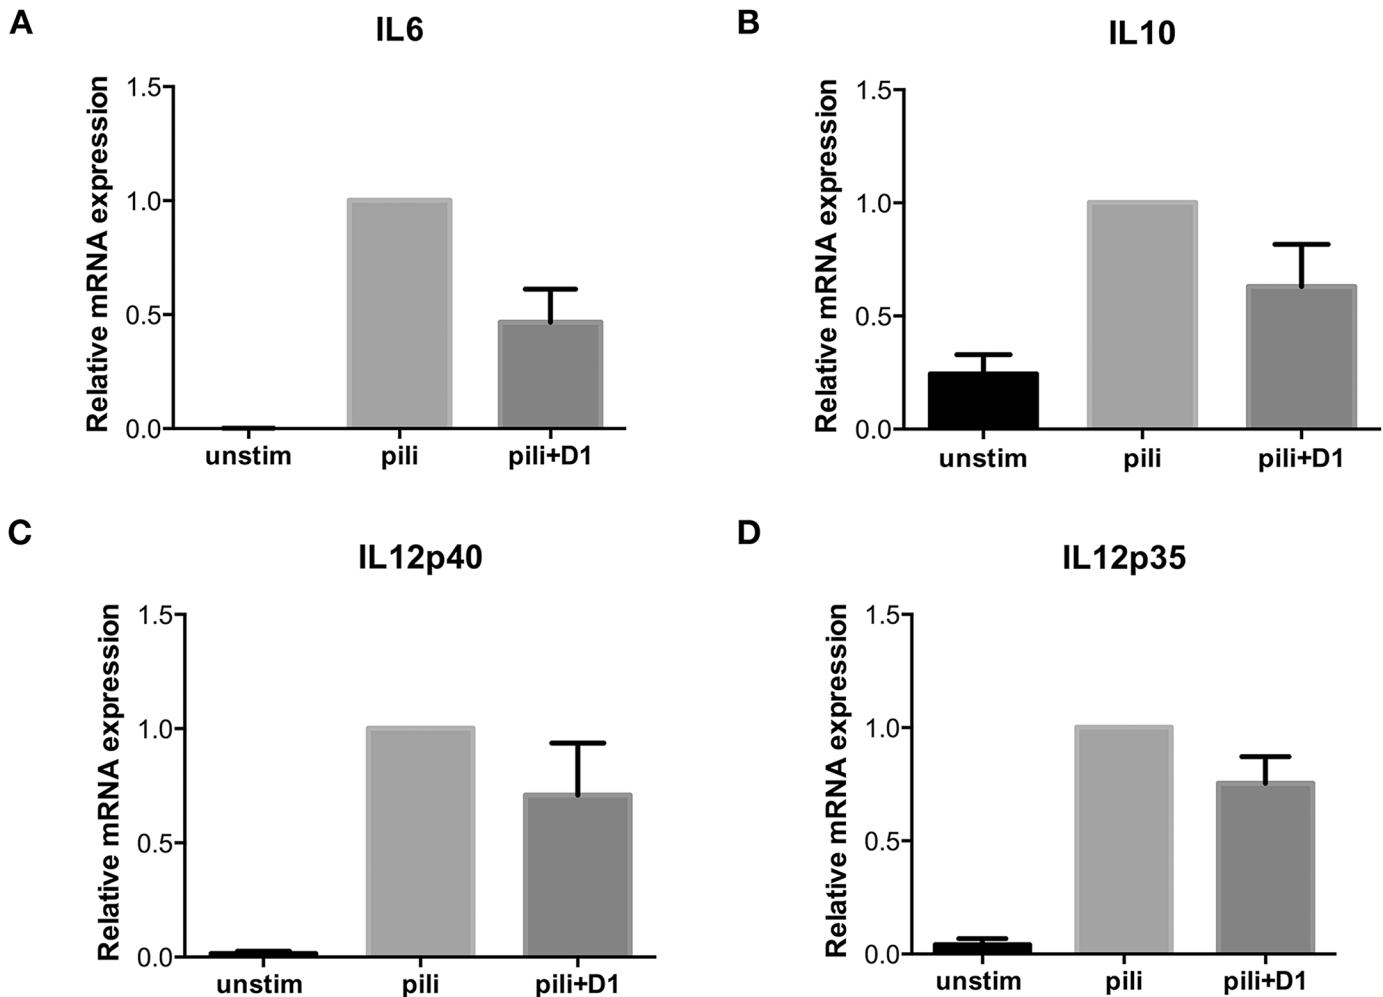 A
IL6
Relative mRNA expression
1.5
1.0
0.5
0.0
unstim pili pili+D1
B
IL10
Relative mRNA expression
1.5
1.0
0.5
0.0
unstim pili pili+D1
C
IL12p40
Relative mRNA expression
1.5
1.0
0.5
0.0
unstim pili pili+D1
D
IL12p35
Relative mRNA expression
1.5
1.0
0.5
0.0
unstim pili pili+D1